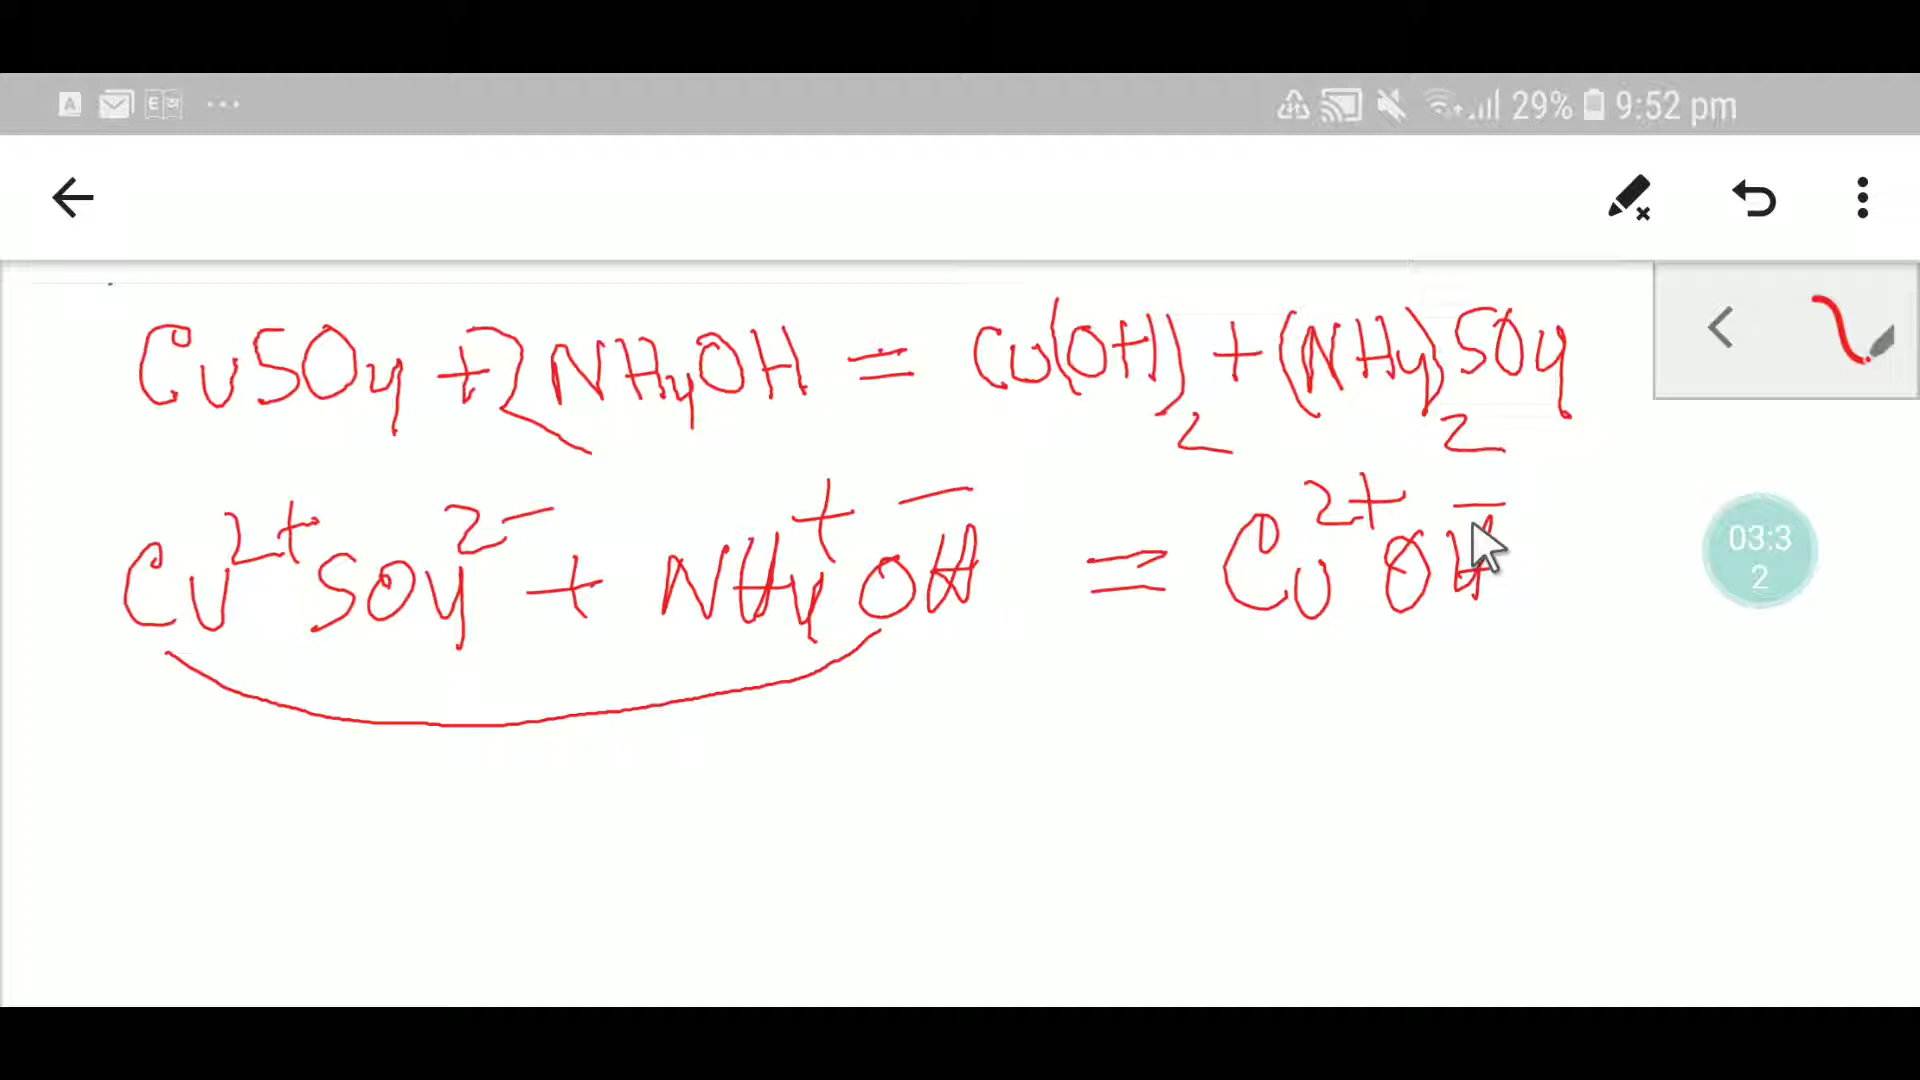 29% 9:52 pm
CuSO4 + 2NH4OH = Cu(OH)2 + (NH4)2SO4
Cu2+ SO42- + NH4+ OH- = Cu2+ OH-
03:32